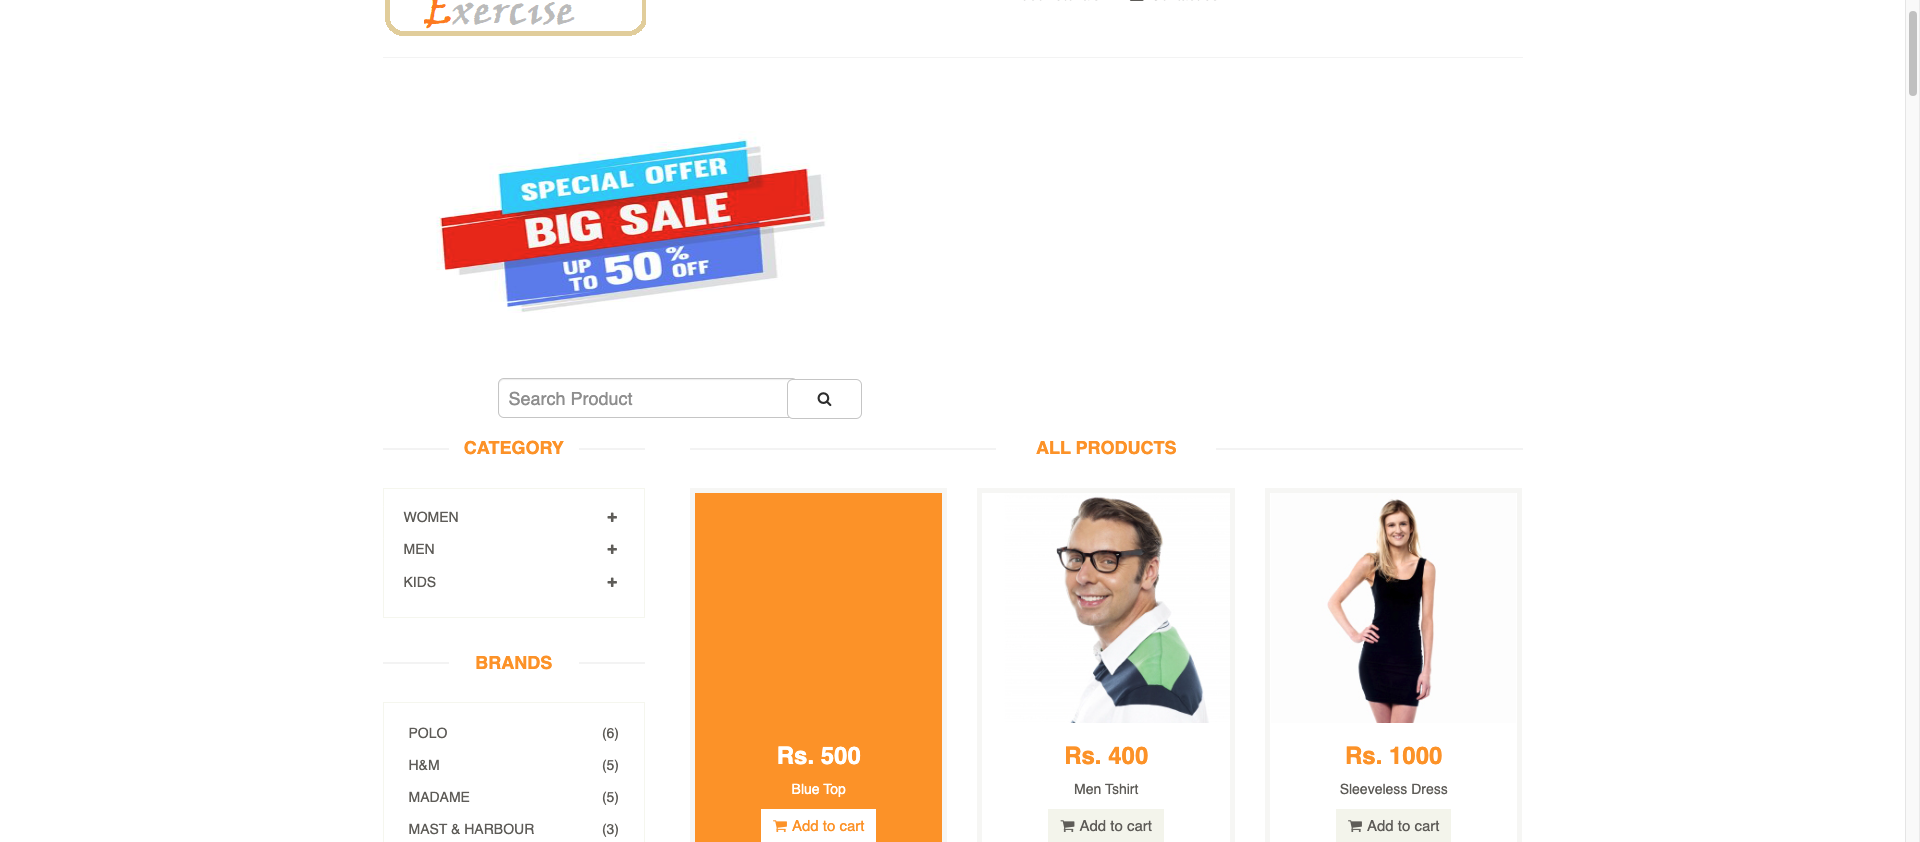 Exercise
SPECIAL OFFER
BIG SALE
UP TO 50% OFF
Search Product
CATEGORY
ALL PRODUCTS
WOMEN
MEN
KIDS
BRANDS
POLO (6)
H&M (5)
MADAME (5)
MAST & HARBOUR (3)
Rs. 500
Blue Top
Add to cart
Rs. 400
Men Tshirt
Add to cart
Rs. 1000
Sleeveless Dress
Add to cart